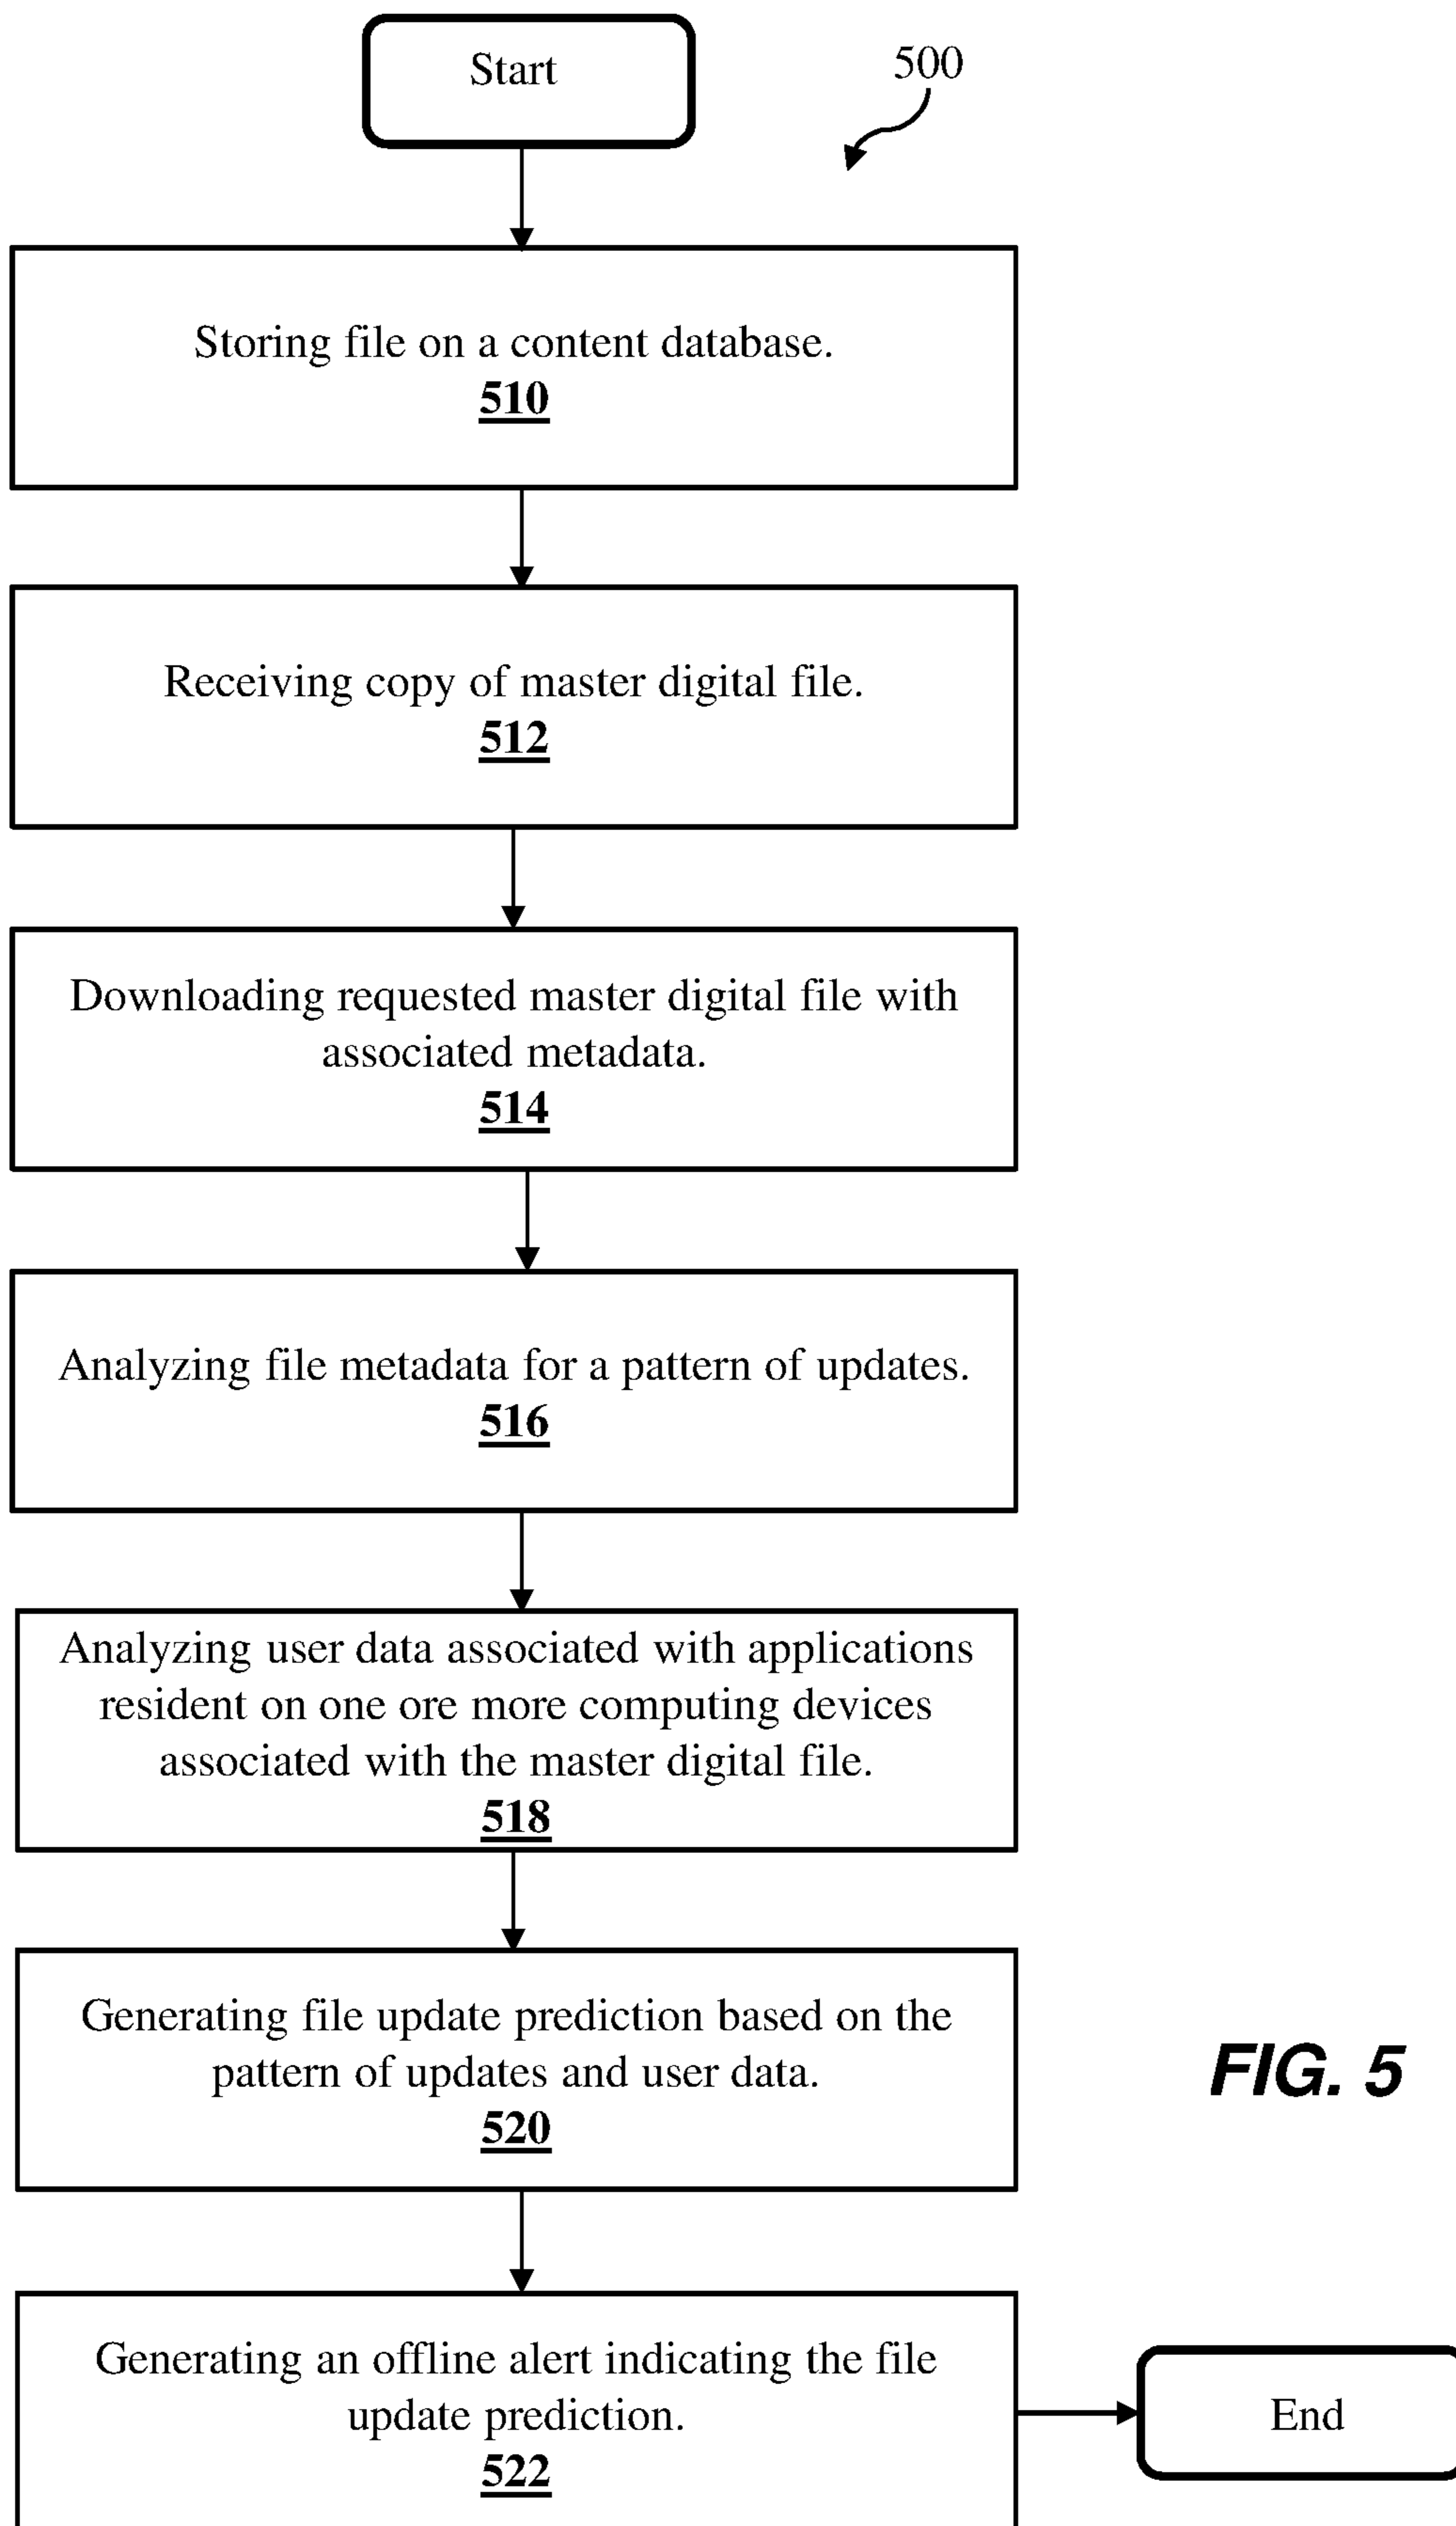 Start
500
Storing file on a content database.
510
Receiving copy of master digital file.
512
Downloading requested master digital file with
associated metadata.
514
Analyzing file metadata for a pattern of updates.
516
Analyzing user data associated with applications
resident on one ore more computing devices
associated with the master digital file.
518
Generating file update prediction based on the
pattern of updates and user data.
520
FIG. 5
Generating an offline alert indicating the file
update prediction.
522
End